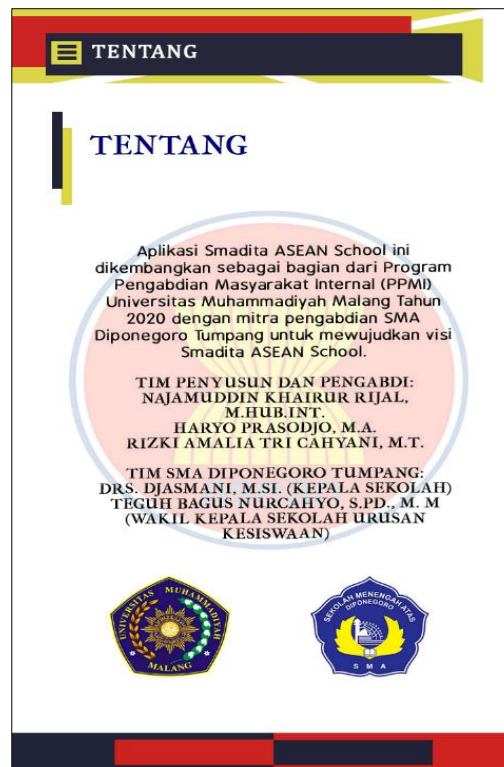 TENTANG
TENTANG
Aplikasi Smadita ASEAN School ini
dikembangkan sebagai bagian dari Program
Pengabdian Masyarakat Internal (PPMI)
Universitas Muhammadiyah Malang Tahun
2020 dengan mitra pengabdian SMA
Diponegoro Tumpang untuk mewujudkan visi
Smadita ASEAN School.
TIM PENYUSUN DAN PENGABDI:
NAJAMUDDIN KHAIRUR RIJAL,
M.HUB.INT.
HARYO PRASODJO, M.A.
RIZKI AMALIA TRI CAHYANI, M.T.
TIM SMA DIPONEGORO TUMPANG:
DRS. DJASMANI, M.SI. (KEPALA SEKOLAH)
TEGUH BAGUS NURCAHYO, S.PD., M. M
(WAKIL KEPALA SEKOLAH URUSAN
KESISWAAN)
UNIVERSITAS MUHAMMADIYAH
MALANG
SEKOLAH MENENGAH ATAS
DIPONEGORO
S M A